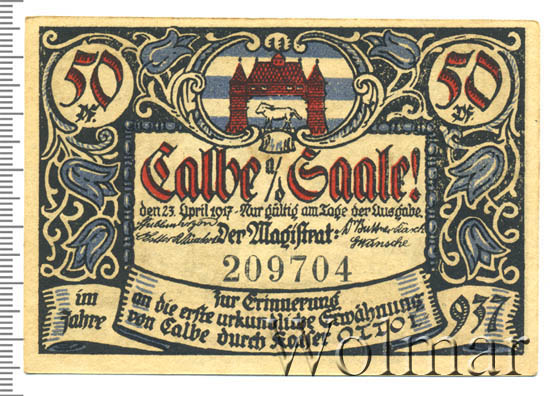 50 Pf.
50 Pf.
Calbe a/d Saale!
den 23. April 1917 · Nur gültig am Tage der Ausgabe.
Der Magistrat:
209704
im Jahre
zur Erinnerung
an die erste urkundliche Erwähnung
von Calbe durch Kaiser OTTO I
937
Wolmar